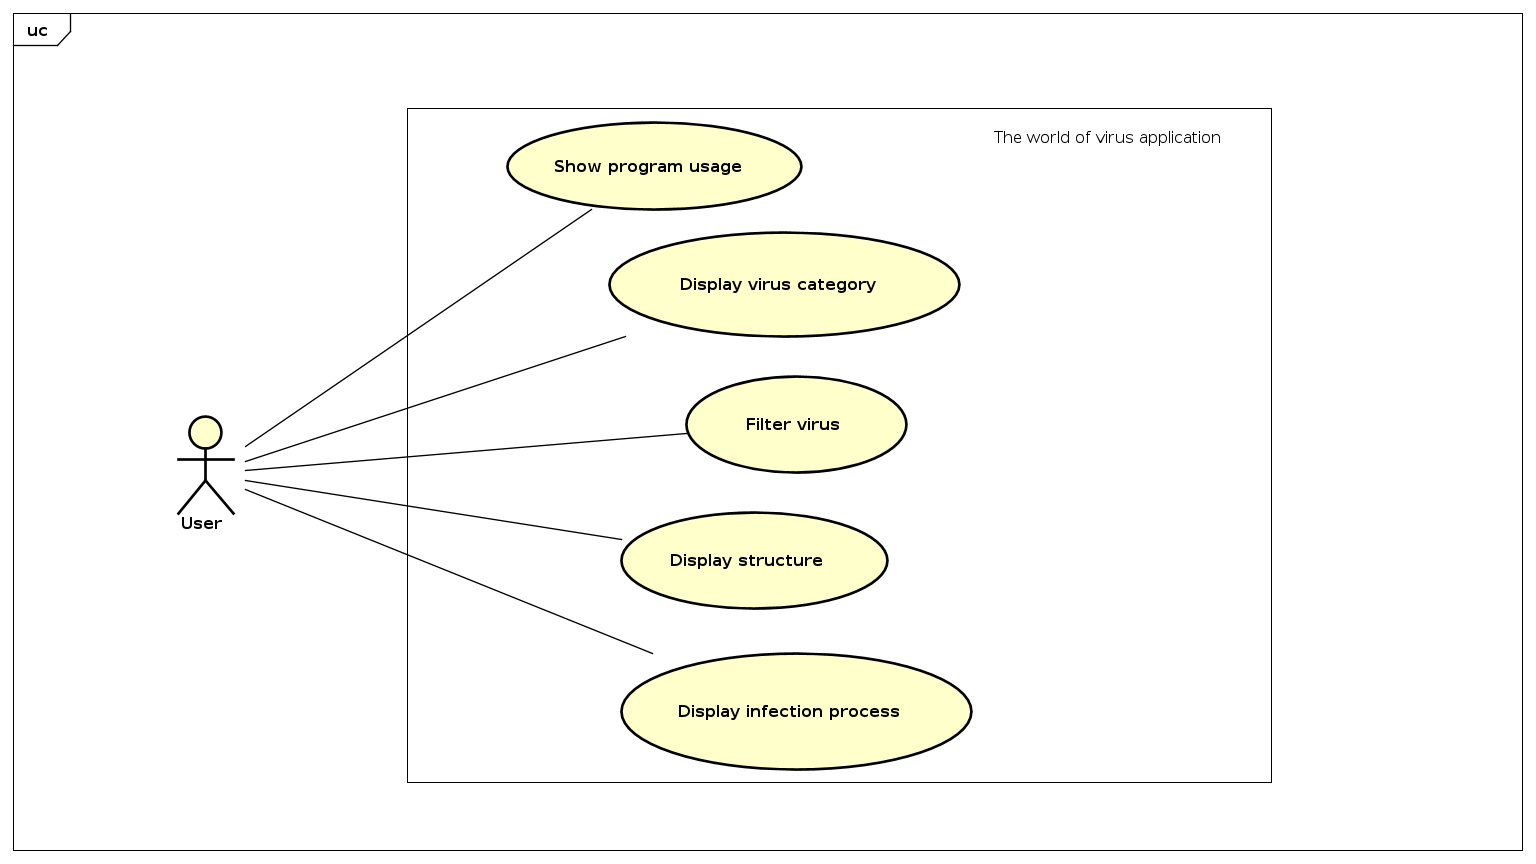 uc
The world of virus application
Show program usage
Display virus category
Filter virus
User
Display structure
Display infection process